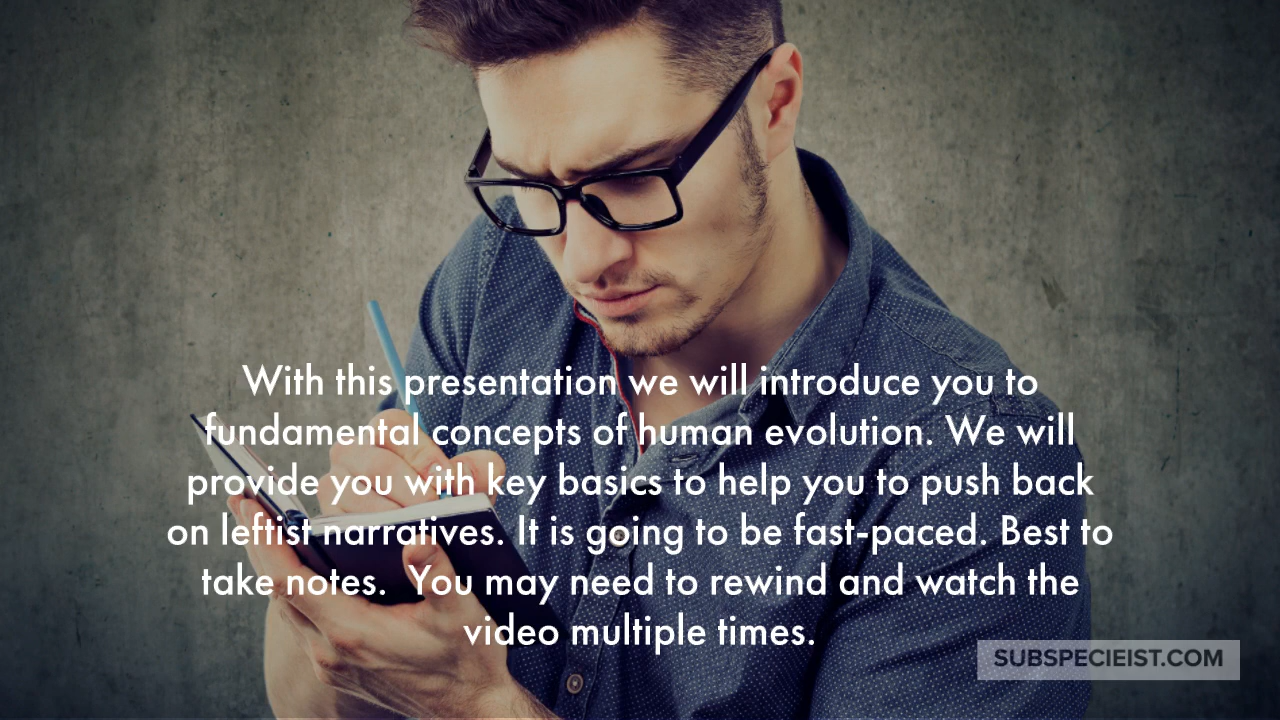 With this presentation we will introduce you to
fundamental concepts of human evolution. We will
provide you with key basics to help you to push back
on leftist narratives. It is going to be fast-paced. Best to
take notes.  You may need to rewind and watch the
video multiple times.
SUBSPECIEIST.COM